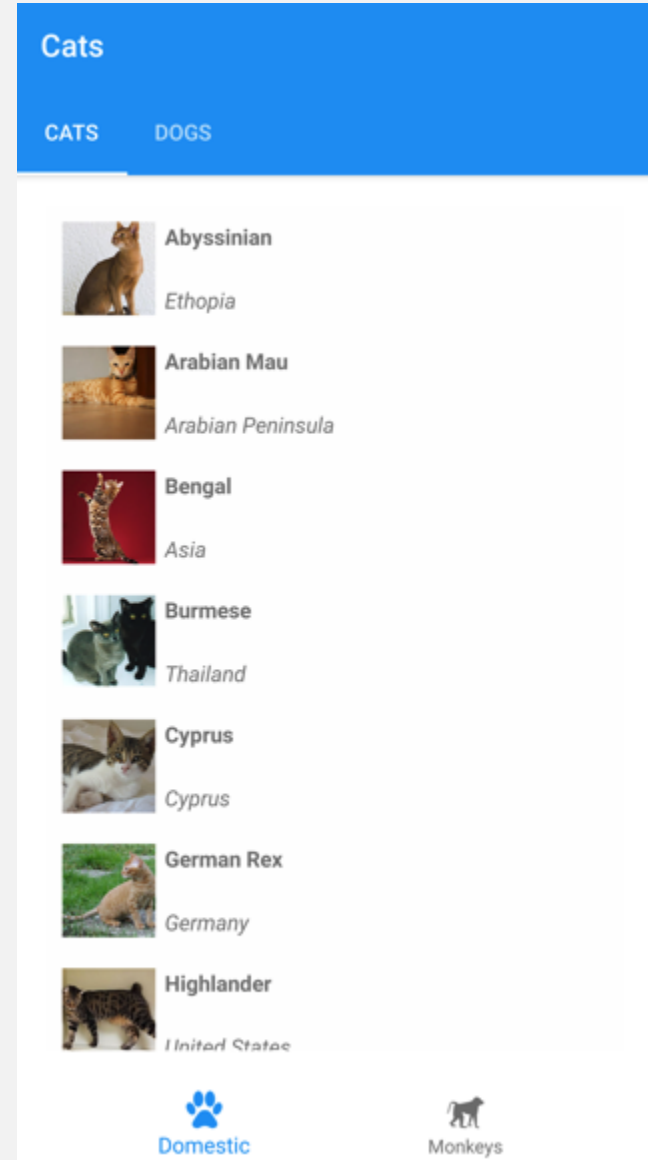 Cats
CATS DOGS
Abyssinian
Ethopia
Arabian Mau
Arabian Peninsula
Bengal
Asia
Burmese
Thailand
Cyprus
Cyprus
German Rex
Germany
Highlander
United States
Domestic Monkeys